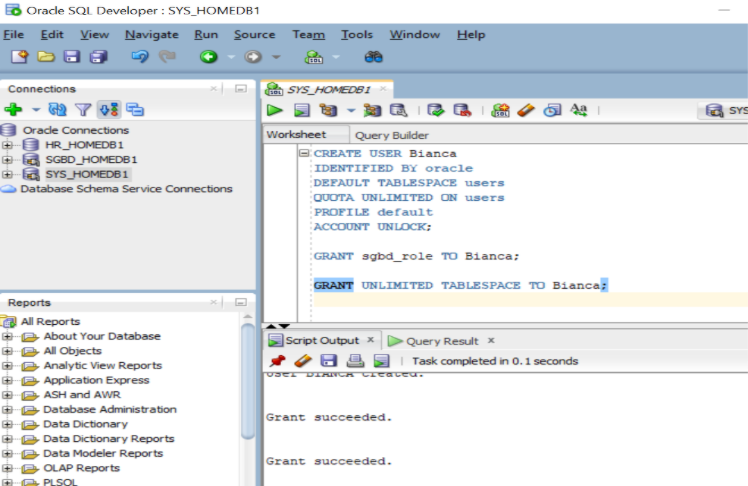 Oracle SQL Developer : SYS_HOMEDB1
File Edit View Navigate Run Source Team Tools Window Help
Connections
SYS_HOMEDB1
SYS
Oracle Connections
HR_HOMEDB1
SGBD_HOMEDB1
SYS_HOMEDB1
Database Schema Service Connections
Worksheet Query Builder
CREATE USER Bianca
IDENTIFIED BY oracle
DEFAULT TABLESPACE users
QUOTA UNLIMITED ON users
PROFILE default
ACCOUNT UNLOCK;
GRANT sgbd_role TO Bianca;
GRANT UNLIMITED TABLESPACE TO Bianca;
Reports
All Reports
About Your Database
All Objects
Analytic View Reports
Application Express
ASH and AWR
Database Administration
Data Dictionary
Data Dictionary Reports
Data Modeler Reports
OLAP Reports
PLSQL
Script Output × Query Result ×
Task completed in 0.1 seconds
User BIANCA created.
Grant succeeded.
Grant succeeded.